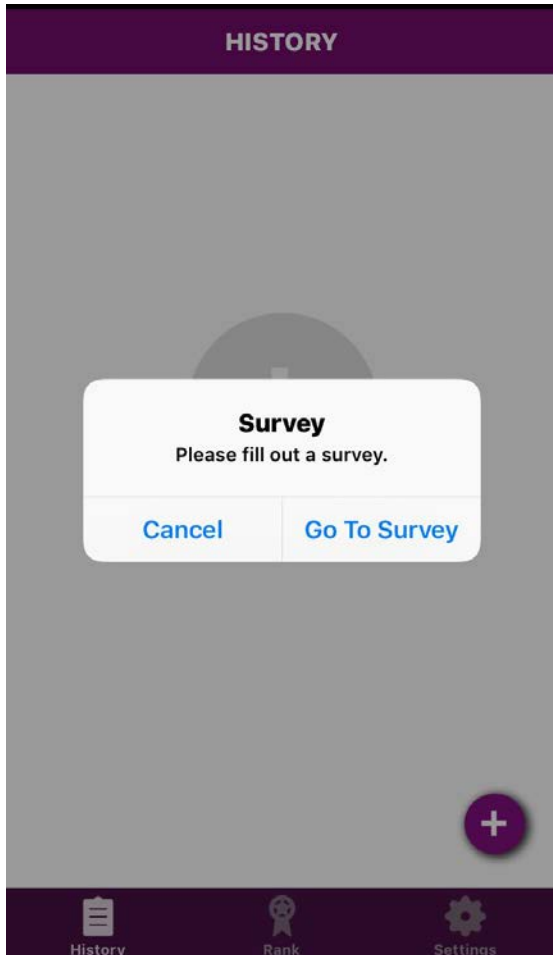 HISTORY
Survey
Please fill out a survey.
Cancel
Go To Survey
+
History
Rank
Settings